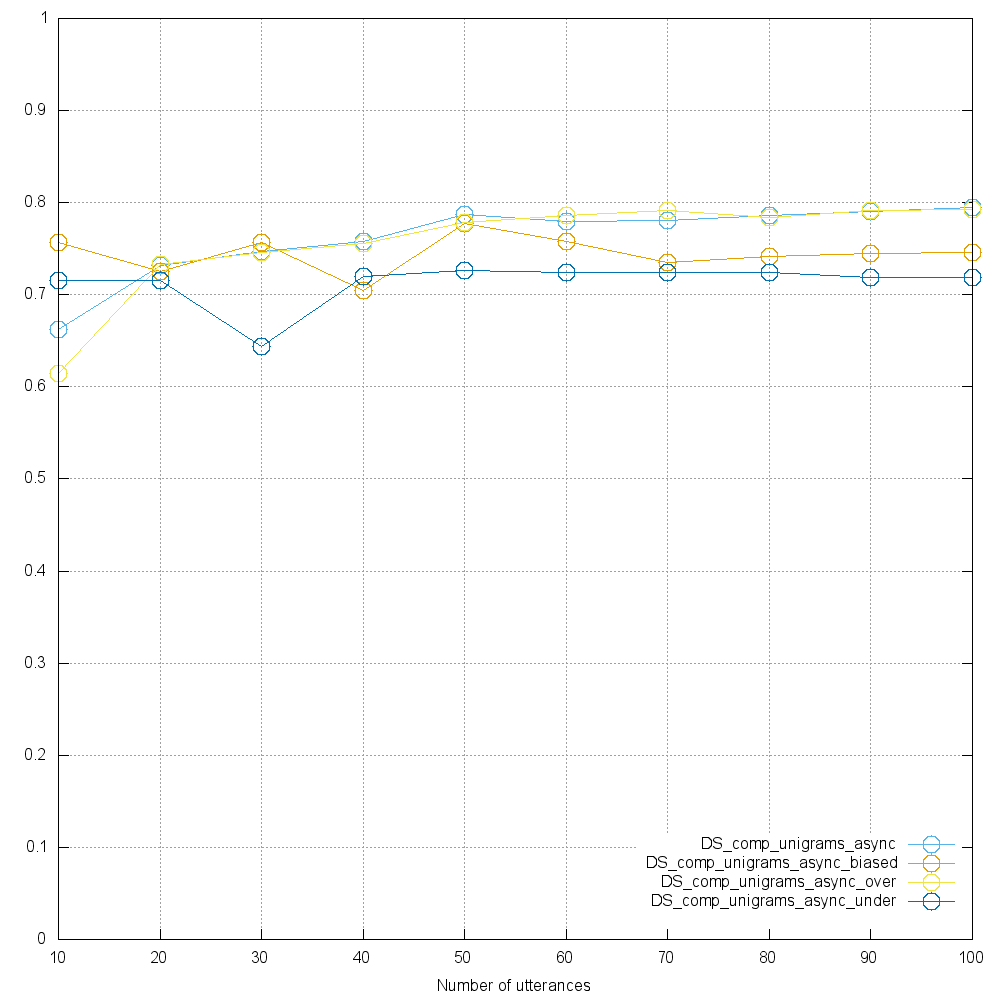 1
0.9
0.8
0.7
0.6
0.5
0.4
0.3
0.2
0.1
0
DS_comp_unigrams_async
DS_comp_unigrams_async_biased
DS_comp_unigrams_async_over
DS_comp_unigrams_async_under
10 20 30 40 50 60 70 80 90 100
Number of utterances